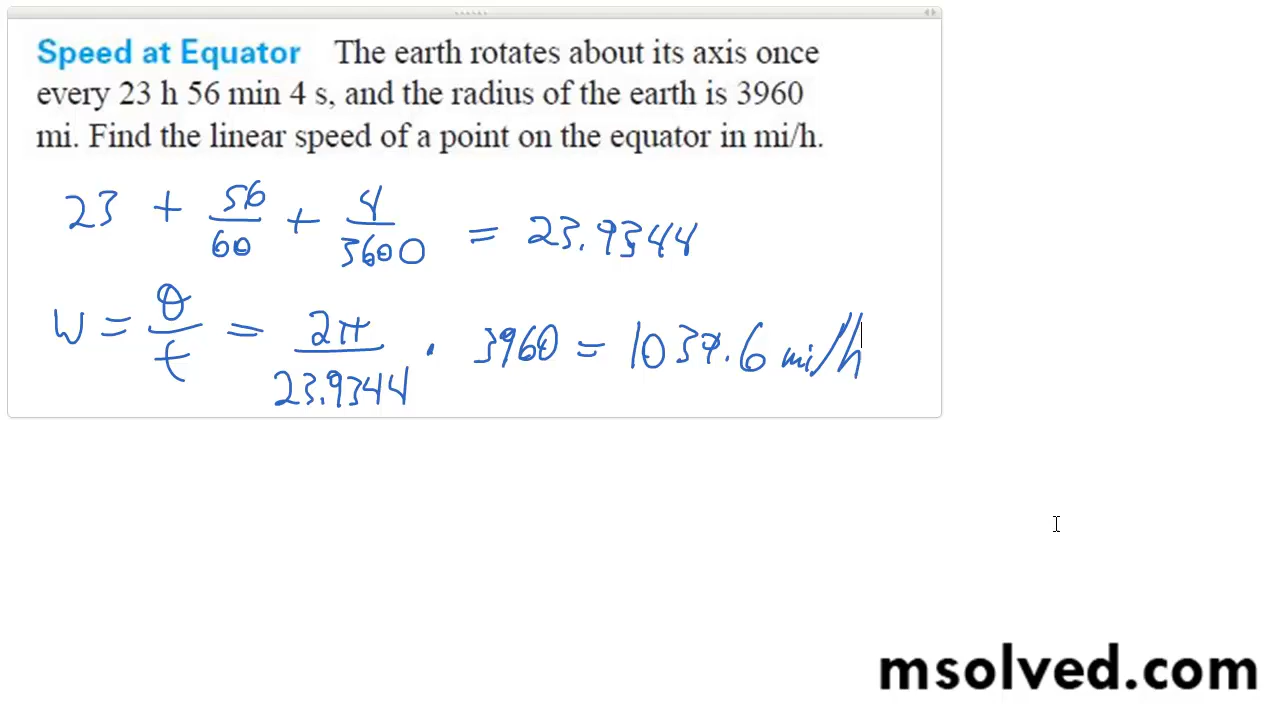 Speed at Equator The earth rotates about its axis once
every 23 h 56 min 4 s, and the radius of the earth is 3960
mi. Find the linear speed of a point on the equator in mi/h.
23 + 56/60 + 4/3600 = 23.9344
W = θ/t = 2π/23.9344 · 3960 = 1039.6 mi/h
msolved.com